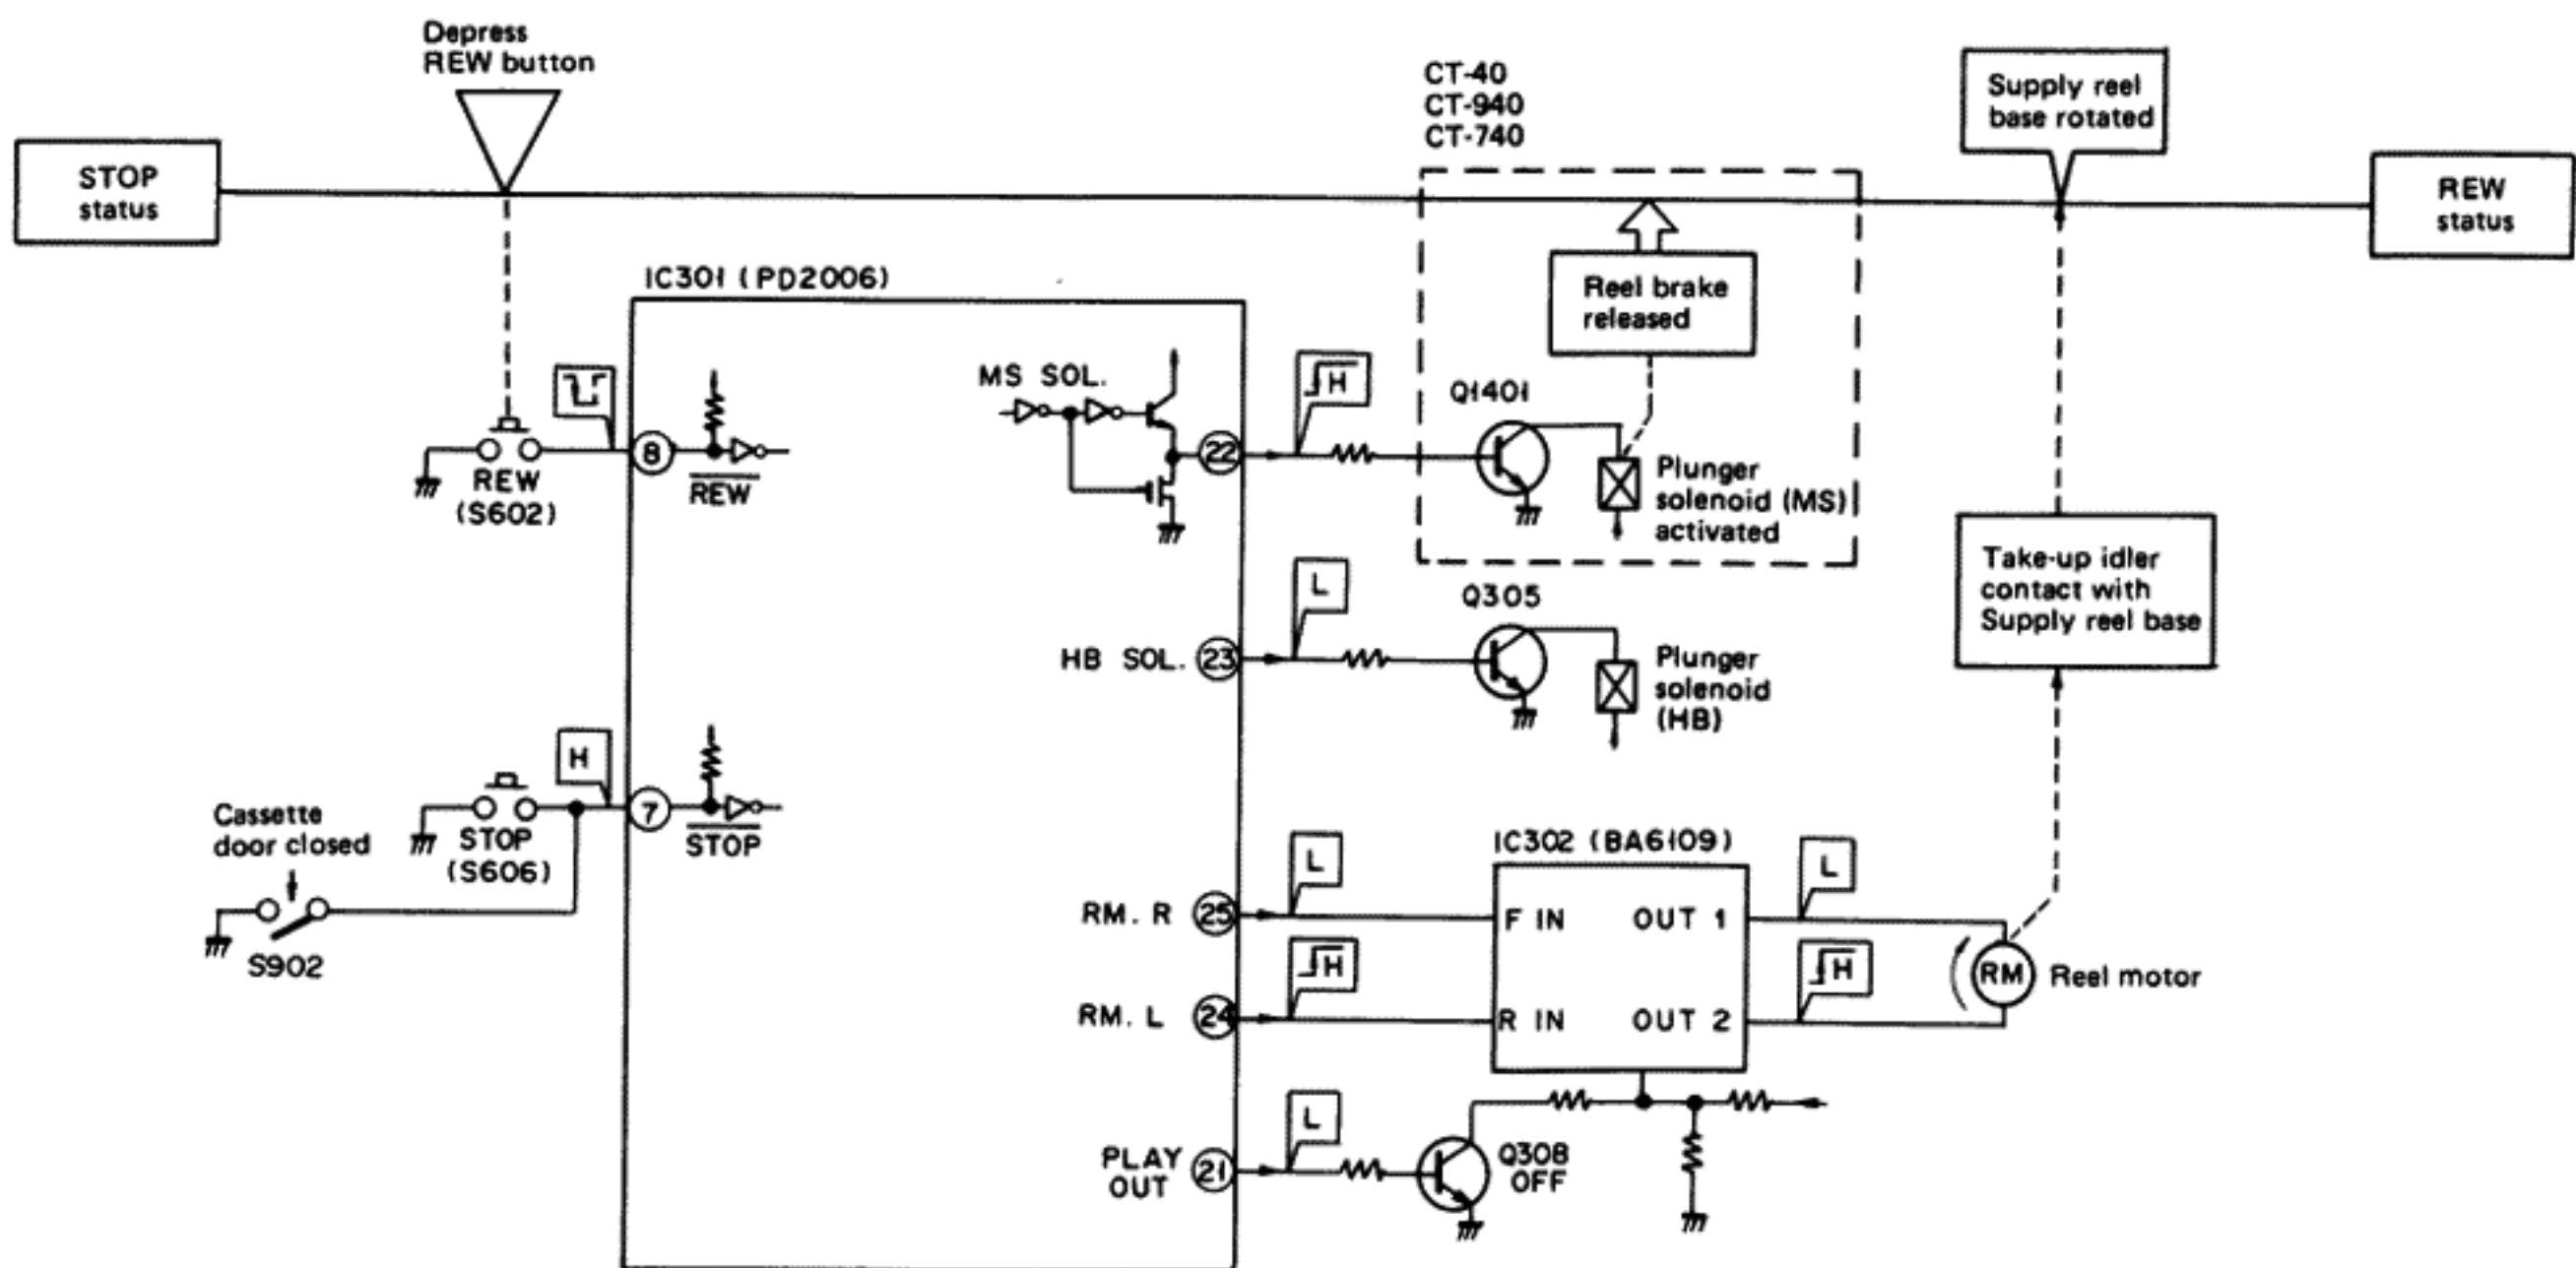 Depress
REW button
STOP
status
CT-40
CT-940
CT-740
Supply reel
base rotated
REW
status
IC301 (PD2006)
Reel brake
released
MS SOL.
H
Q1401
8
REW
REW
(S602)
22
Plunger
solenoid (MS)
activated
L
Q305
Take-up idler
contact with
Supply reel base
HB SOL.
23
Plunger
solenoid
(HB)
H
Cassette
door closed
STOP
(S606)
7
STOP
S902
L
IC302 (BA6109)
L
RM. R
25
F IN
OUT 1
H
H
RM
Reel motor
RM. L
24
R IN
OUT 2
L
PLAY
OUT
21
Q308
OFF